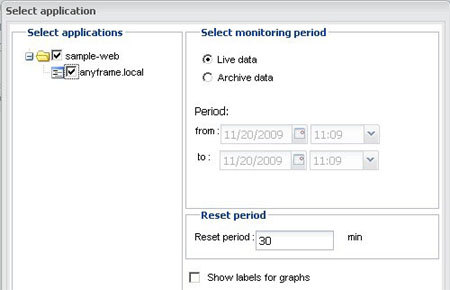 Select application
Select applications
sample-web
anyframe.local
Select monitoring period
Live data
Archive data
Period:
from : 11/20/2009 11:09
to : 11/20/2009 11:09
Reset period
Reset period : 30 min
Show labels for graphs